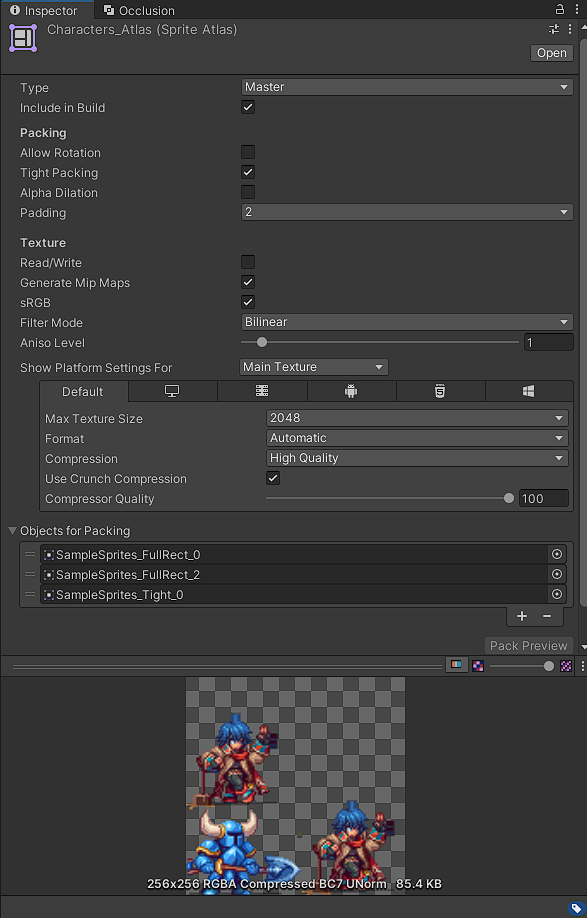 Inspector Occlusion
Characters_Atlas (Sprite Atlas)
Open
Type Master
Include in Build
Packing
Allow Rotation
Tight Packing
Alpha Dilation
Padding 2
Texture
Read/Write
Generate Mip Maps
sRGB
Filter Mode Bilinear
Aniso Level 1
Show Platform Settings For Main Texture
Default
Max Texture Size 2048
Format Automatic
Compression High Quality
Use Crunch Compression
Compressor Quality 100
Objects for Packing
SampleSprites_FullRect_0
SampleSprites_FullRect_2
SampleSprites_Tight_0
Pack Preview
256x256 RGBA Compressed BC7 UNorm 85.4 KB